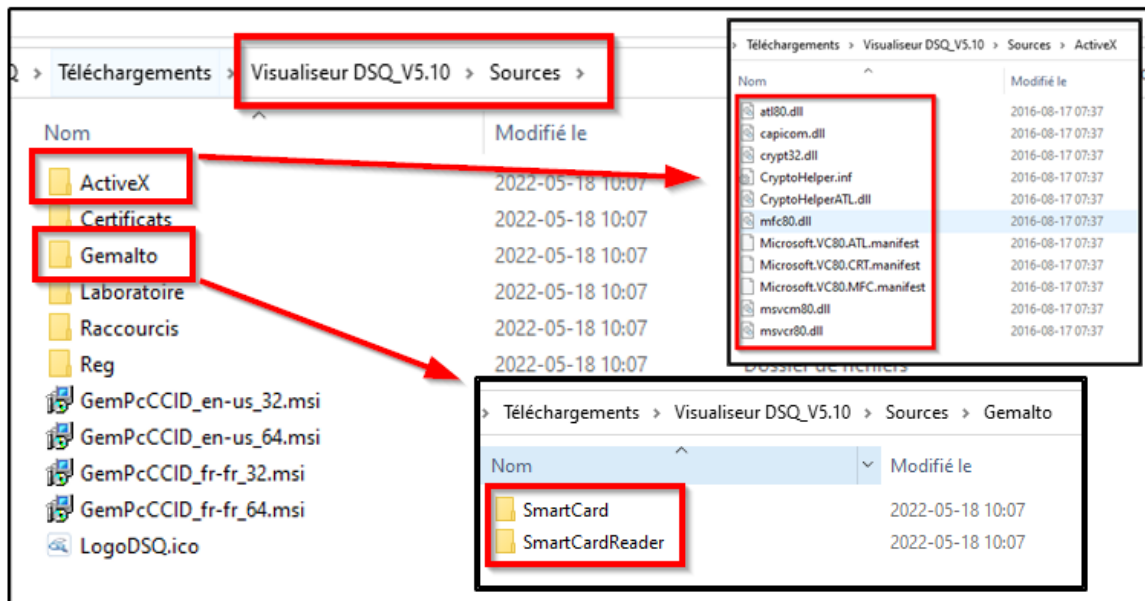 Téléchargements > Visualiseur DSQ_V5.10 > Sources >
Nom Modifié le
ActiveX 2022-05-18 10:07
Certificats 2022-05-18 10:07
Gemalto 2022-05-18 10:07
Laboratoire 2022-05-18 10:07
Raccourcis 2022-05-18 10:07
Reg 2022-05-18 10:07
GemPcCCID_en-us_32.msi
GemPcCCID_en-us_64.msi
GemPcCCID_fr-fr_32.msi
GemPcCCID_fr-fr_64.msi
LogoDSQ.ico
> Téléchargements > Visualiseur DSQ_V5.10 > Sources > ActiveX
Nom Modifié le
atl80.dll 2016-08-17 07:37
capicom.dll 2016-08-17 07:37
crypt32.dll 2016-08-17 07:37
CryptoHelper.inf 2016-08-17 07:37
CryptoHelperATL.dll 2016-08-17 07:37
mfc80.dll 2016-08-17 07:37
Microsoft.VC80.ATL.manifest 2016-08-17 07:37
Microsoft.VC80.CRT.manifest 2016-08-17 07:37
Microsoft.VC80.MFC.manifest 2016-08-17 07:37
msvcm80.dll 2016-08-17 07:37
msvcr80.dll 2016-08-17 07:37
> Téléchargements > Visualiseur DSQ_V5.10 > Sources > Gemalto
Nom Modifié le
SmartCard 2022-05-18 10:07
SmartCardReader 2022-05-18 10:07